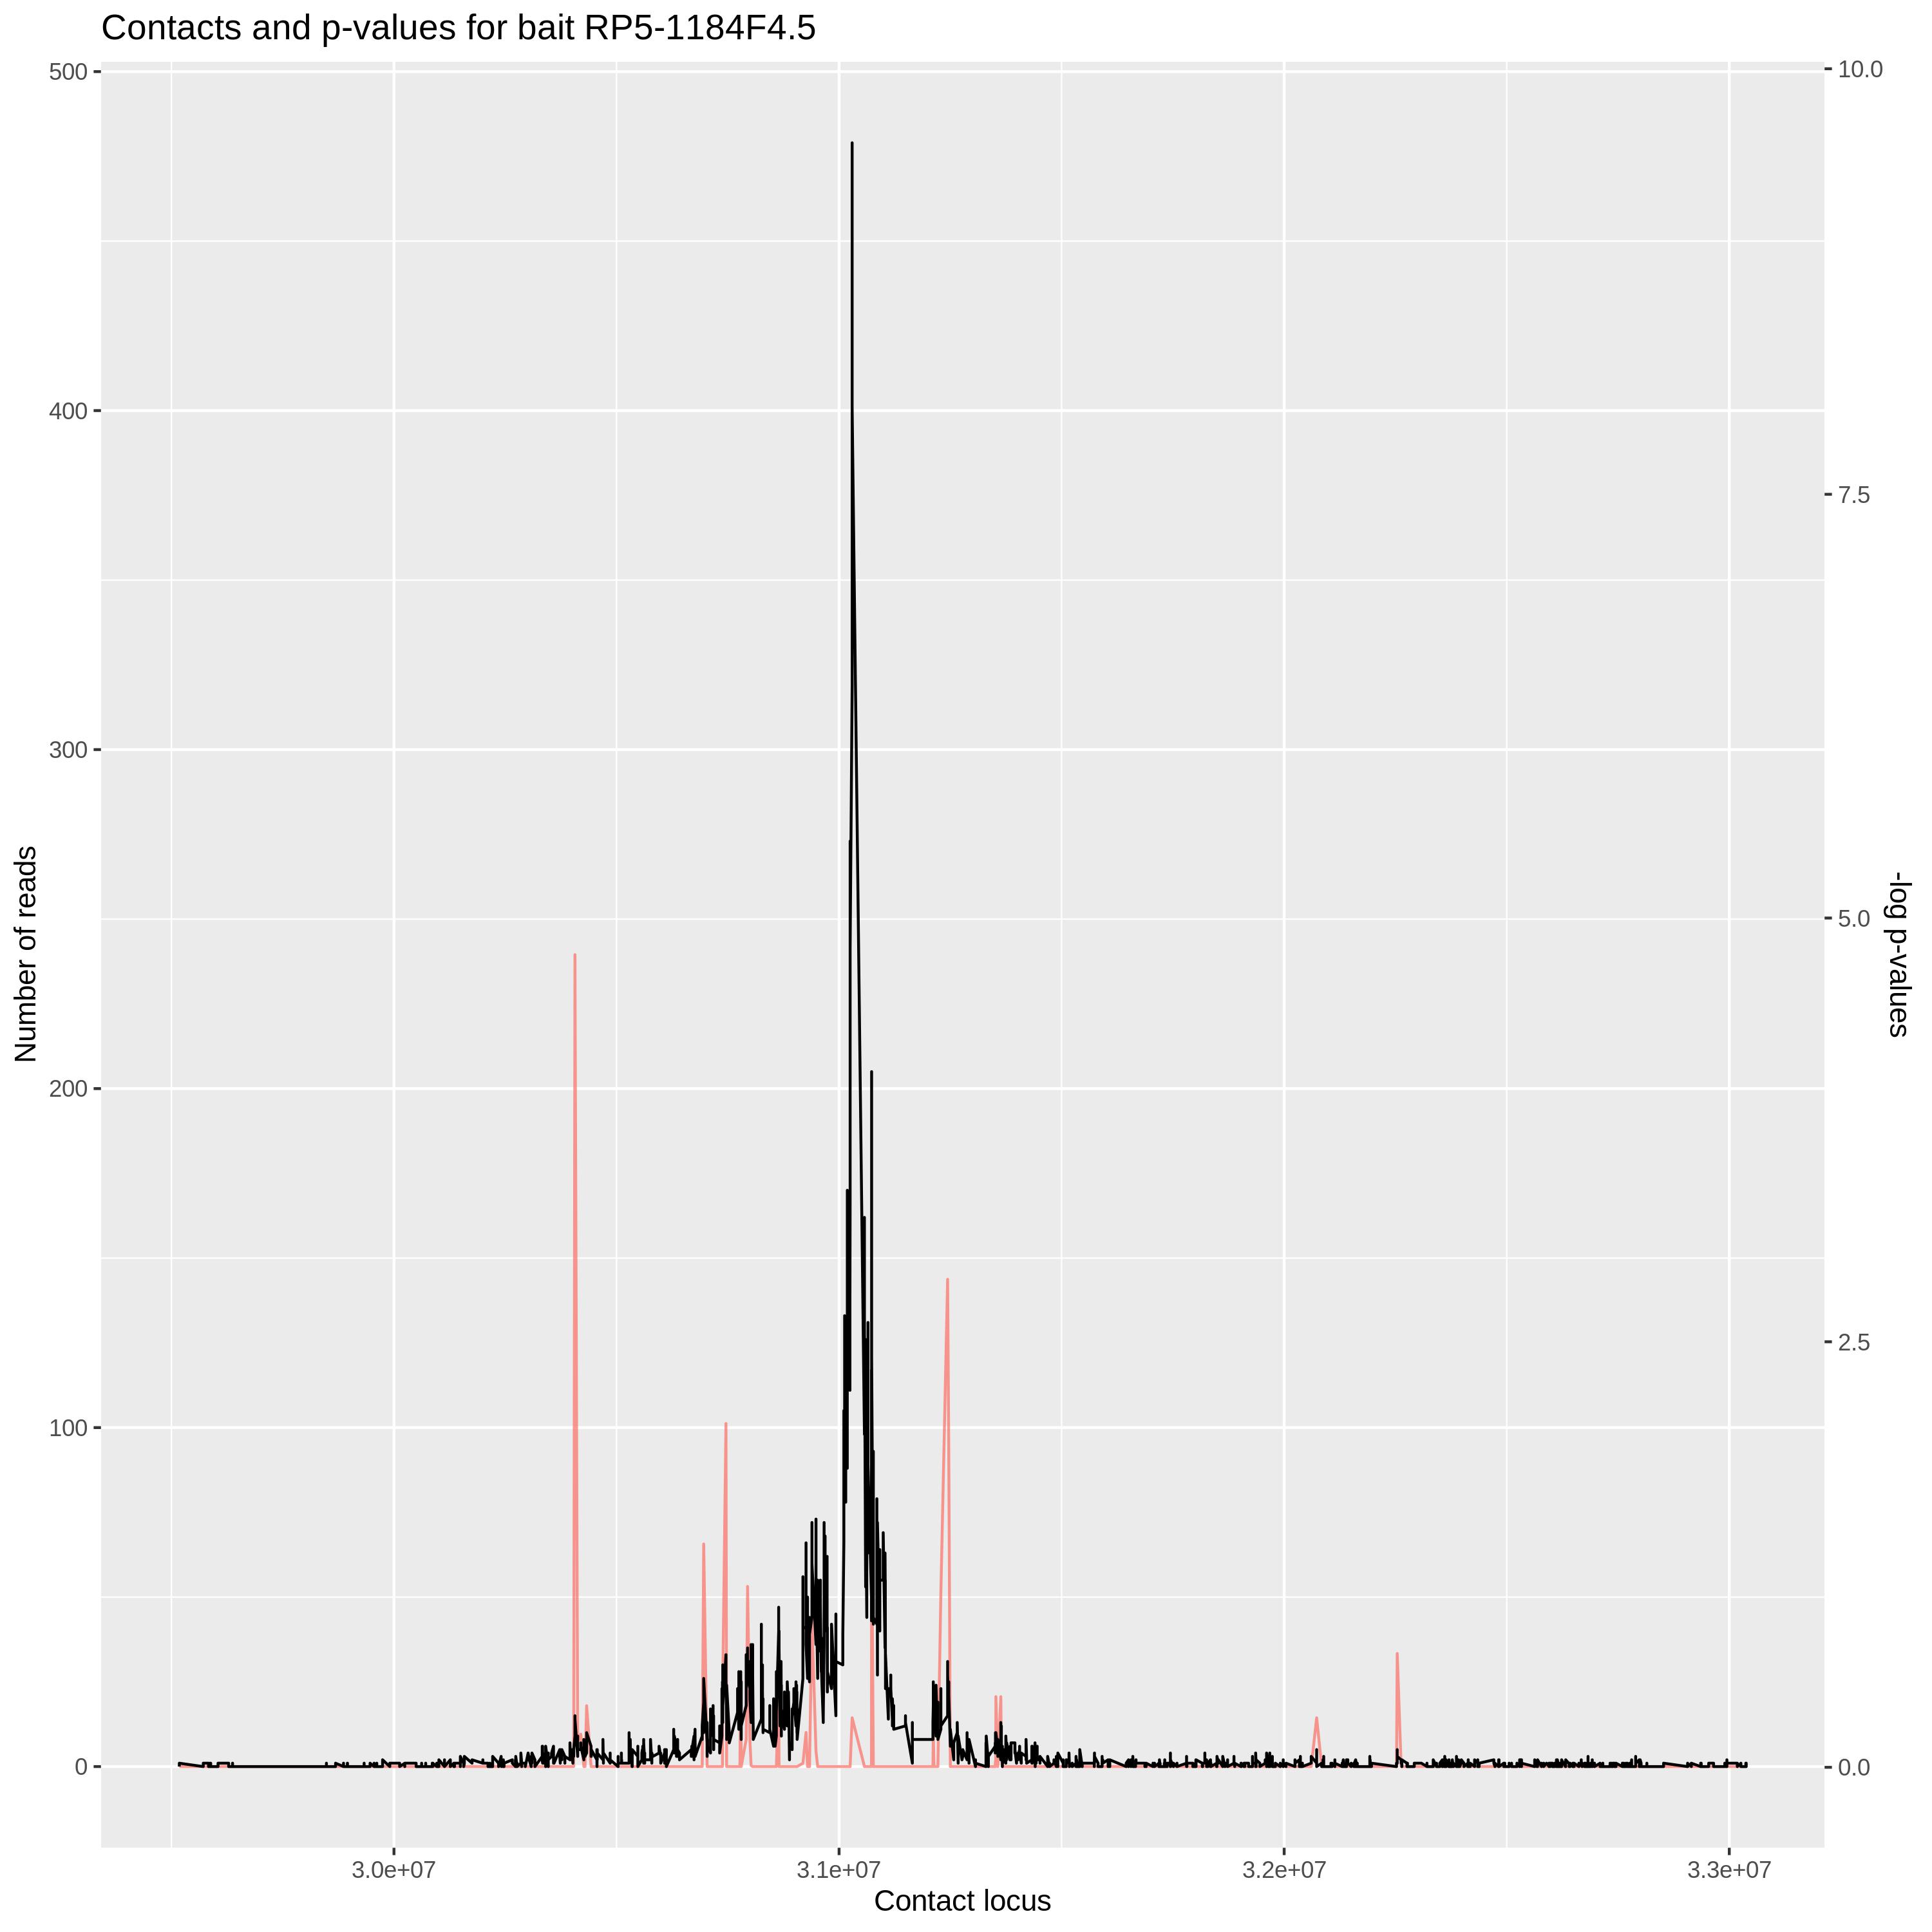 Contacts and p-values for bait RP5-1184F4.5
500
400
300
200
100
0
Number of reads
10.0
7.5
5.0
2.5
0.0
-log p-values
3.0e+07
3.1e+07
3.2e+07
3.3e+07
Contact locus